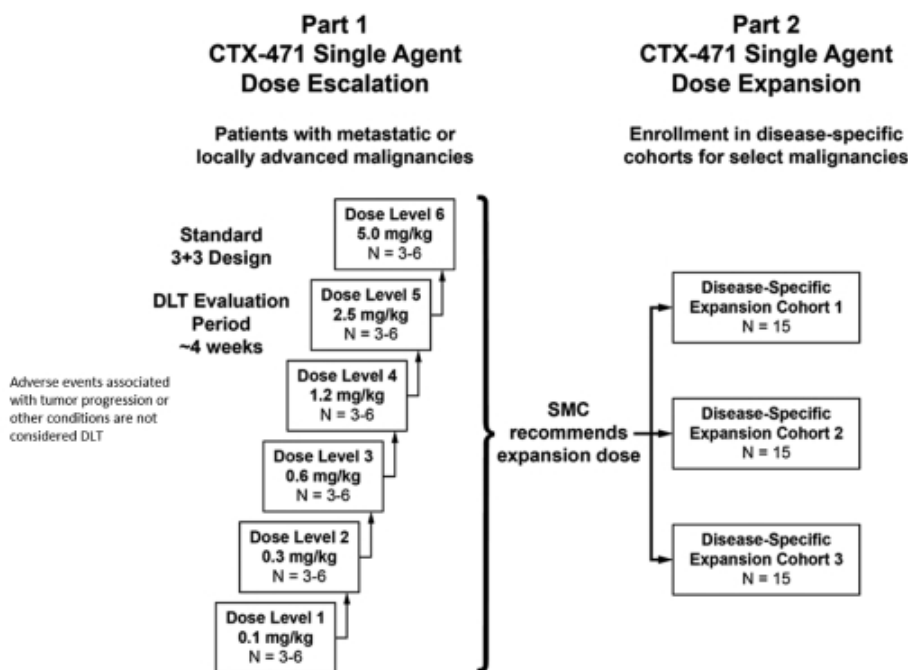 Part 1
CTX-471 Single Agent
Dose Escalation
Patients with metastatic or
locally advanced malignancies
Standard
3+3 Design
DLT Evaluation
Period
~4 weeks
Adverse events associated
with tumor progression or
other conditions are not
considered DLT
Dose Level 6
5.0 mg/kg
N = 3-6
Dose Level 5
2.5 mg/kg
N = 3-6
Dose Level 4
1.2 mg/kg
N = 3-6
Dose Level 3
0.6 mg/kg
N = 3-6
Dose Level 2
0.3 mg/kg
N = 3-6
Dose Level 1
0.1 mg/kg
N = 3-6
SMC
recommends
expansion dose
Part 2
CTX-471 Single Agent
Dose Expansion
Enrollment in disease-specific
cohorts for select malignancies
Disease-Specific
Expansion Cohort 1
N = 15
Disease-Specific
Expansion Cohort 2
N = 15
Disease-Specific
Expansion Cohort 3
N = 15